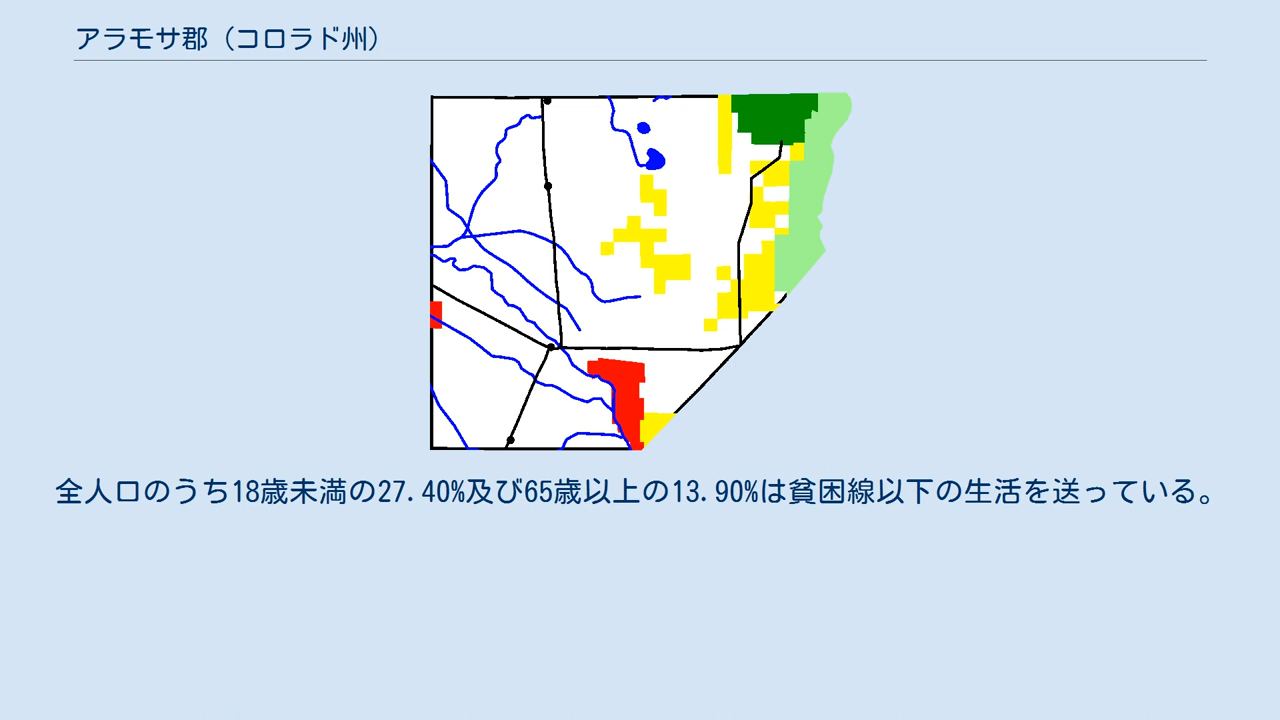 アラモサ郡（コロラド州）
全人口のうち18歳未満の27.40%及び65歳以上の13.90%は貧困線以下の生活を送っている。